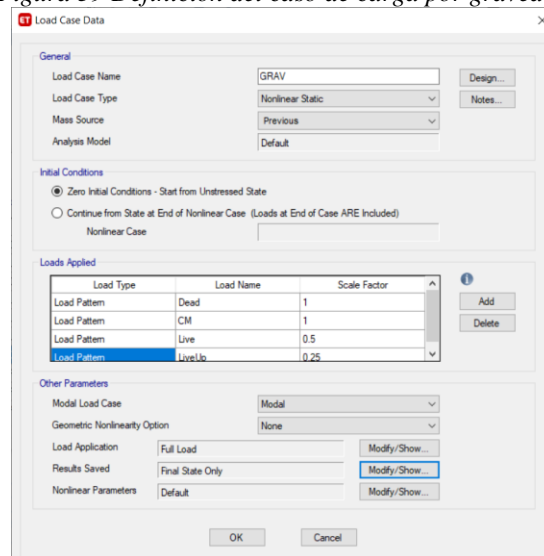 Figura 39 Definición del caso de carga por graved
Load Case Data
General
Load Case Name GRAV Design...
Load Case Type Nonlinear Static Notes...
Mass Source Previous
Analysis Model Default
Initial Conditions
Zero Initial Conditions - Start from Unstressed State
Continue from State at End of Nonlinear Case (Loads at End of Case ARE Included)
Nonlinear Case
Loads Applied
Load Type Load Name Scale Factor
Load Pattern Dead 1 Add
Load Pattern CM 1 Delete
Load Pattern Live 0.5
Load Pattern LiveUp 0.25
Other Parameters
Modal Load Case Modal
Geometric Nonlinearity Option None
Load Application Full Load Modify/Show...
Results Saved Final State Only Modify/Show...
Nonlinear Parameters Default Modify/Show...
OK Cancel